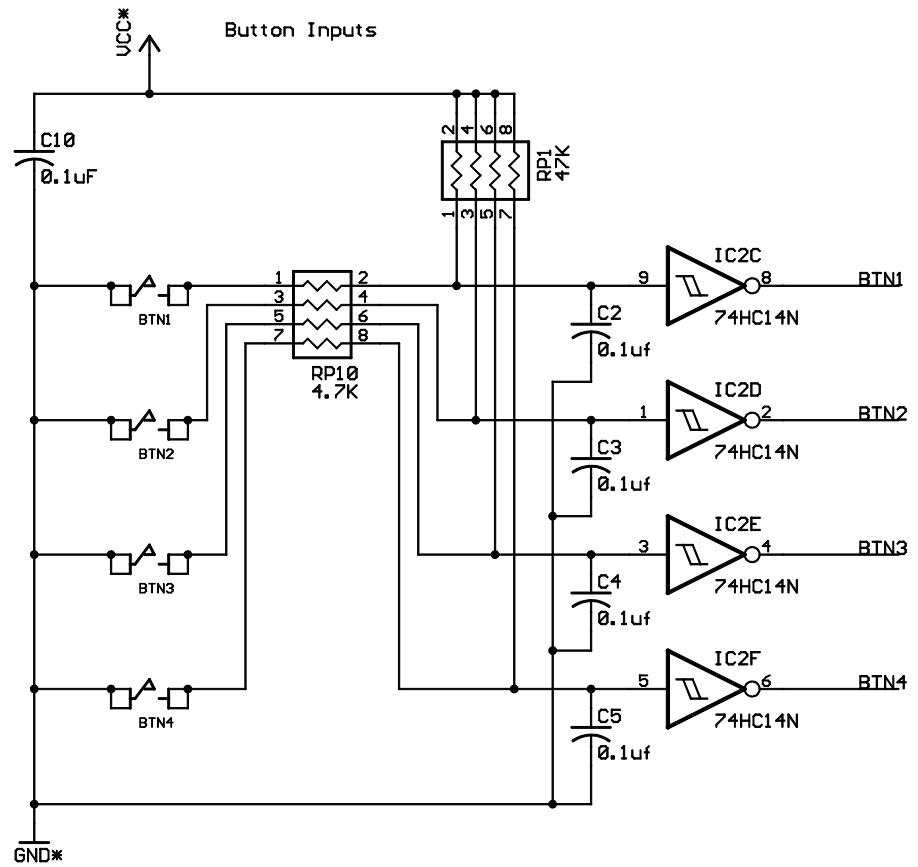 VCC*
Button Inputs
C10
0.1uF
2 4 6 8
RP1
47K
1 3 5 7
1 2
3 4
5 6
7 8
RP10
4.7K
BTN1
IC2C
9 8
74HC14N
BTN1
C2
0.1uf
BTN2
IC2D
1 2
74HC14N
BTN2
C3
0.1uf
BTN3
IC2E
3 4
74HC14N
BTN3
C4
0.1uf
BTN4
IC2F
5 6
74HC14N
BTN4
C5
0.1uf
GND*